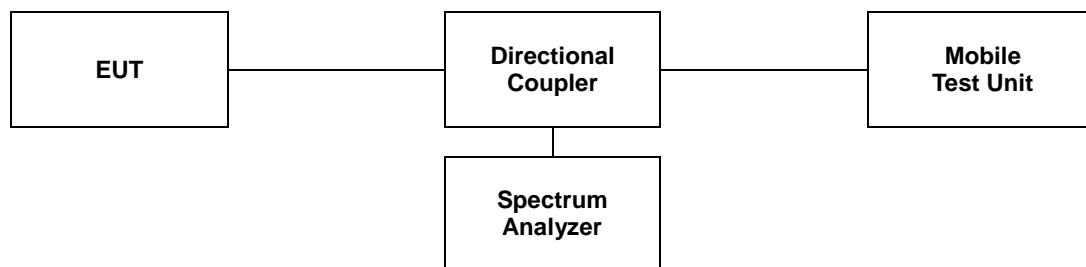 EUT
Directional
Coupler
Mobile
Test Unit
Spectrum
Analyzer